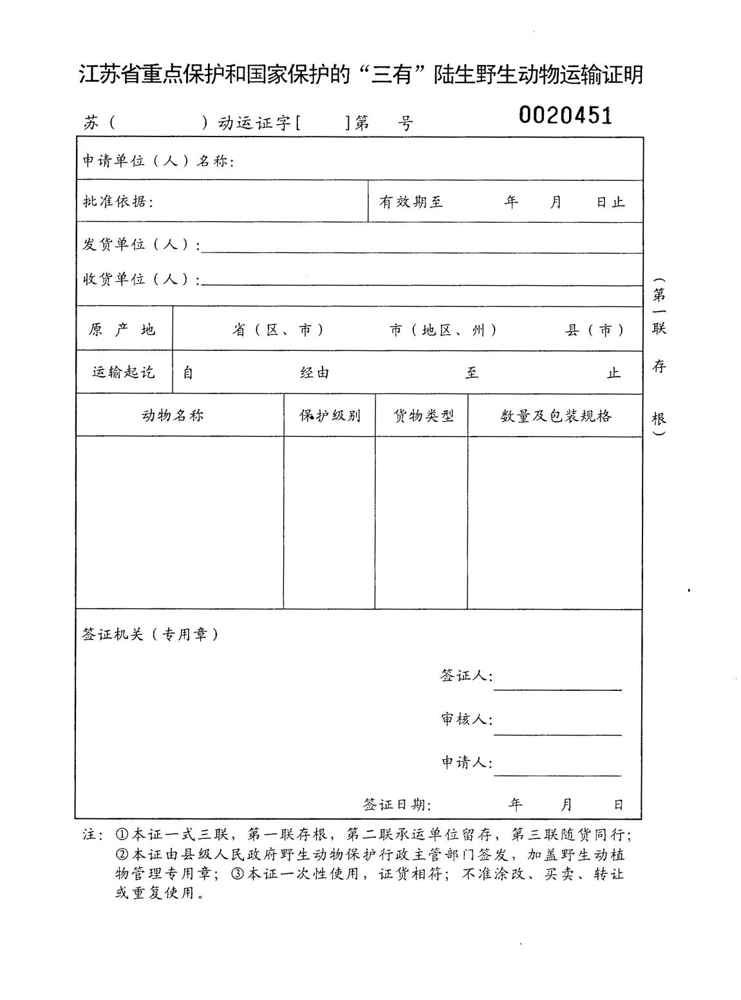 江苏省重点保护和国家保护的“三有”陆生野生动物运输证明
苏（　　　）动运证字[　　]第　号　0020451
申请单位（人）名称：
批准依据：　有效期至　年　月　日止
发货单位（人）：
收货单位（人）：
原产地　省（区、市）　市（地区、州）　县（市）
运输起讫　自　经由　至　止
动物名称　保护级别　货物类型　数量及包装规格
签证机关（专用章）
签证人：
审核人：
申请人：
签证日期：　年　月　日
注：①本证一式三联，第一联存根，第二联承运单位留存，第三联随货同行；
②本证由县级人民政府野生动物保护行政主管部门签发，加盖野生动植
物管理专用章；③本证一次性使用，证货相符；不准涂改、买卖、转让
或重复使用。
（第一联　存　根）